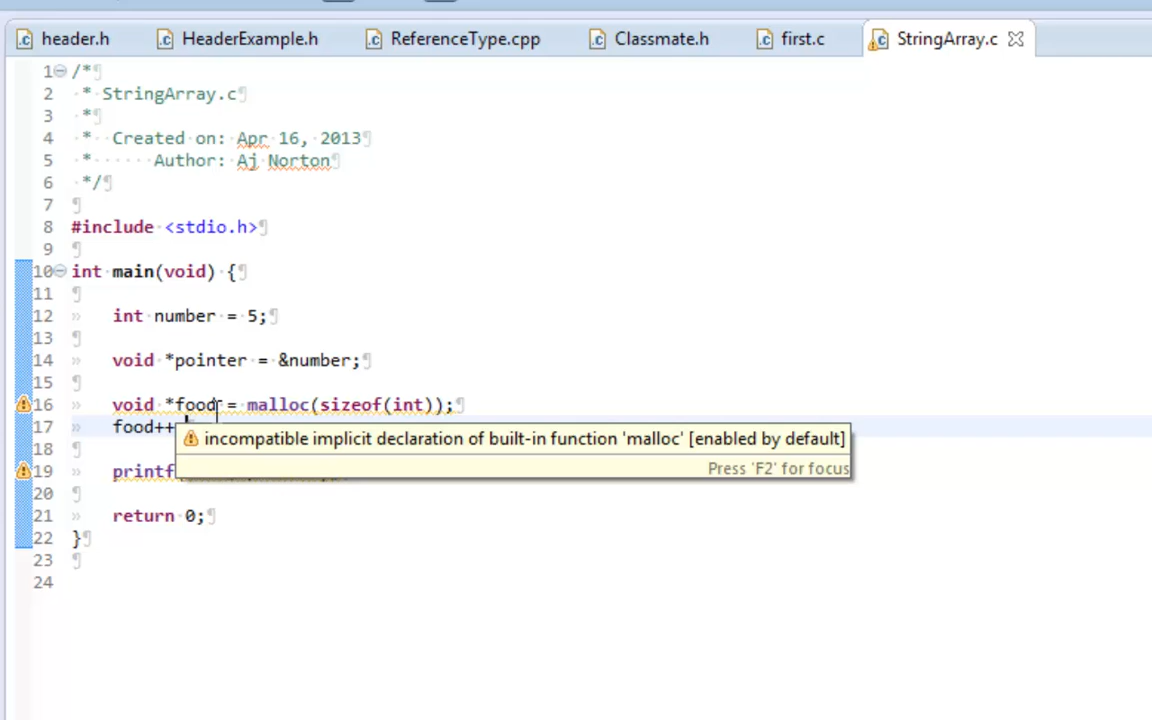 header.h HeaderExample.h ReferenceType.cpp Classmate.h first.c StringArray.c
1 /*
2 * StringArray.c
3 *
4 * Created on: Apr 16, 2013
5 * Author: Aj Norton
6 */
7
8 #include <stdio.h>
9
10 int main(void) {
11
12 int number = 5;
13
14 void *pointer = &number;
15
16 void *food = malloc(sizeof(int));
17 food++
incompatible implicit declaration of built-in function 'malloc' [enabled by default]
18
Press 'F2' for focus
19 printf
20
21 return 0;
22 }
23
24